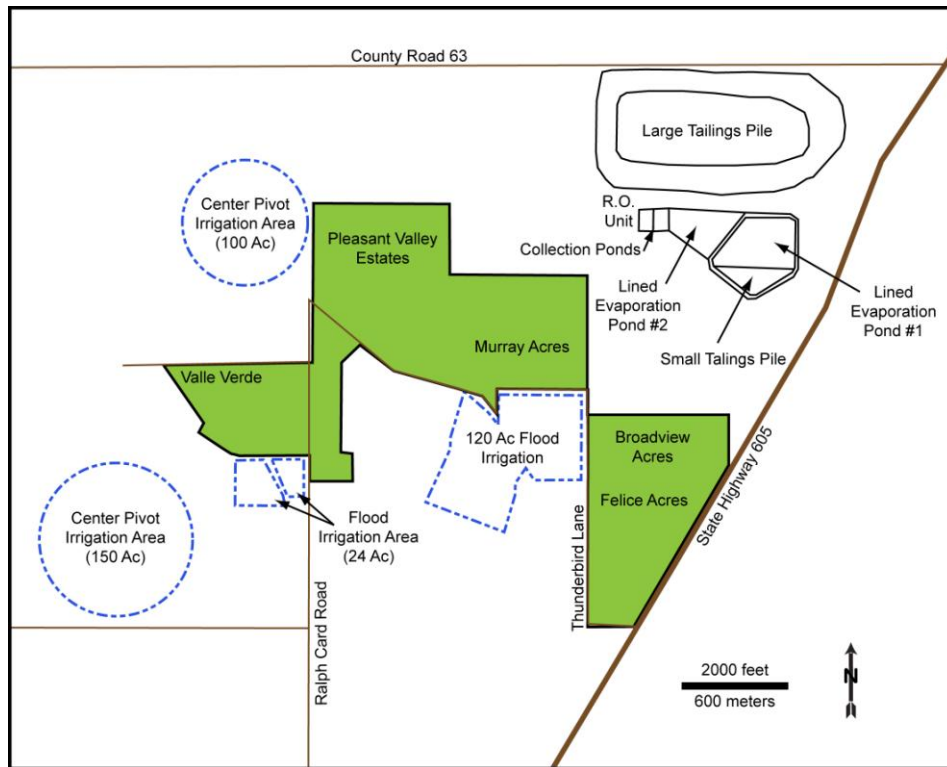 County Road 63
Large Tailings Pile
R.O.
Unit
Collection Ponds
Lined
Evaporation
Pond #2
Lined
Evaporation
Pond #1
Small Talings Pile
Center Pivot
Irrigation Area
(100 Ac)
Pleasant Valley
Estates
Murray Acres
Valle Verde
120 Ac Flood
Irrigation
Broadview
Acres
Felice Acres
State Highway 605
Center Pivot
Irrigation Area
(150 Ac)
Flood
Irrigation Area
(24 Ac)
Ralph Card Road
Thunderbird Lane
2000 feet
600 meters
N